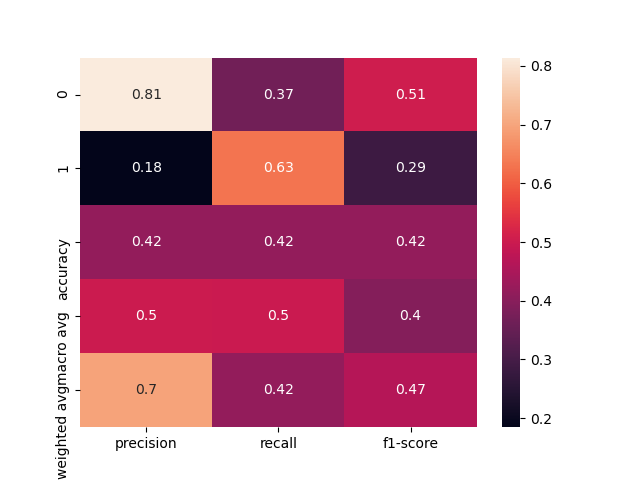 0 0.81 0.37 0.51
1 0.18 0.63 0.29
accuracy 0.42 0.42 0.42
macro avg 0.5 0.5 0.4
weighted avg 0.7 0.42 0.47
precision recall f1-score
0.8
0.7
0.6
0.5
0.4
0.3
0.2